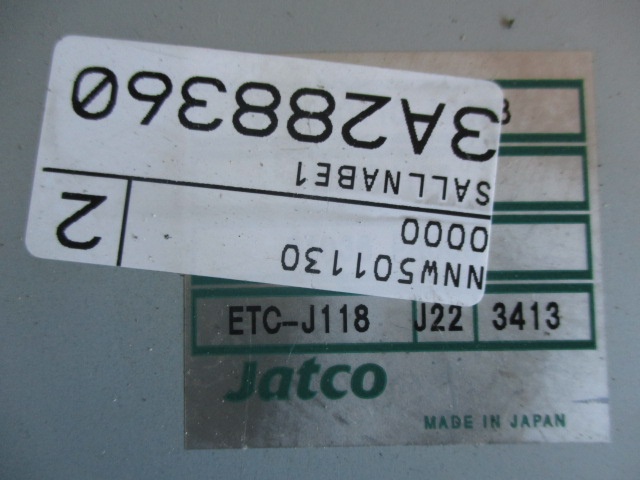 NNW501130
0000
2
SALLNABE1
3A288360
ETC-J118 J22 3413
Jatco
MADE IN JAPAN